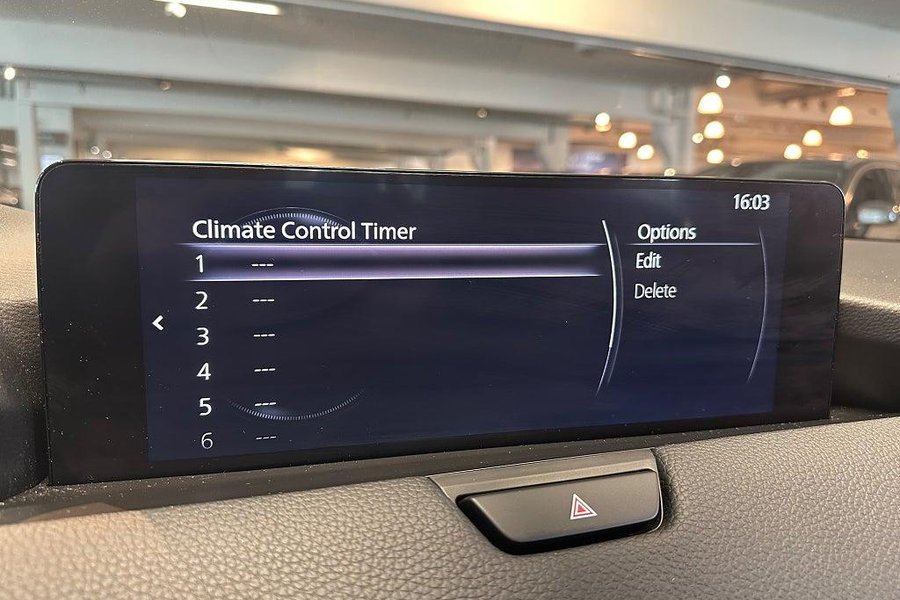 16:03
Climate Control Timer
1 ---
2 ---
3 ---
4 ---
5 ---
6 ---
Options
Edit
Delete